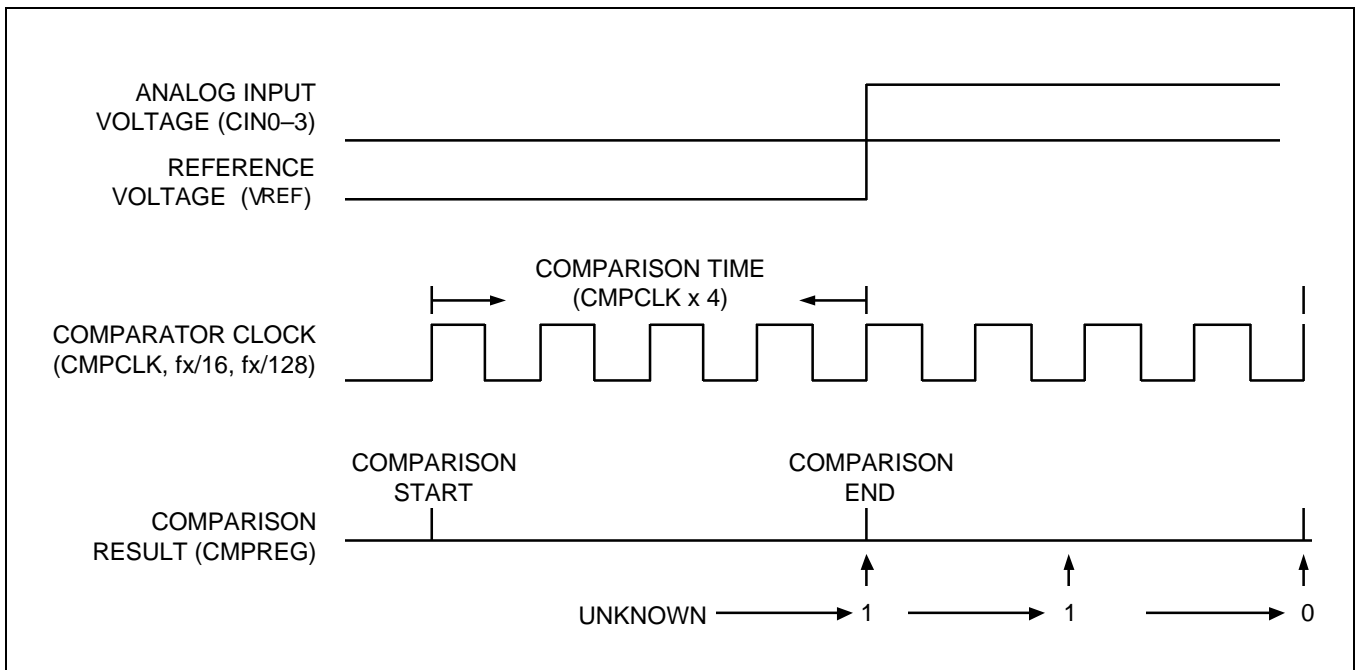 ANALOG INPUT
VOLTAGE (CIN0–3)
REFERENCE
VOLTAGE (VREF)
COMPARISON TIME
(CMPCLK x 4)
COMPARATOR CLOCK
(CMPCLK, fx/16, fx/128)
COMPARISON
START
COMPARISON
END
COMPARISON
RESULT (CMPREG)
UNKNOWN 1 1 0